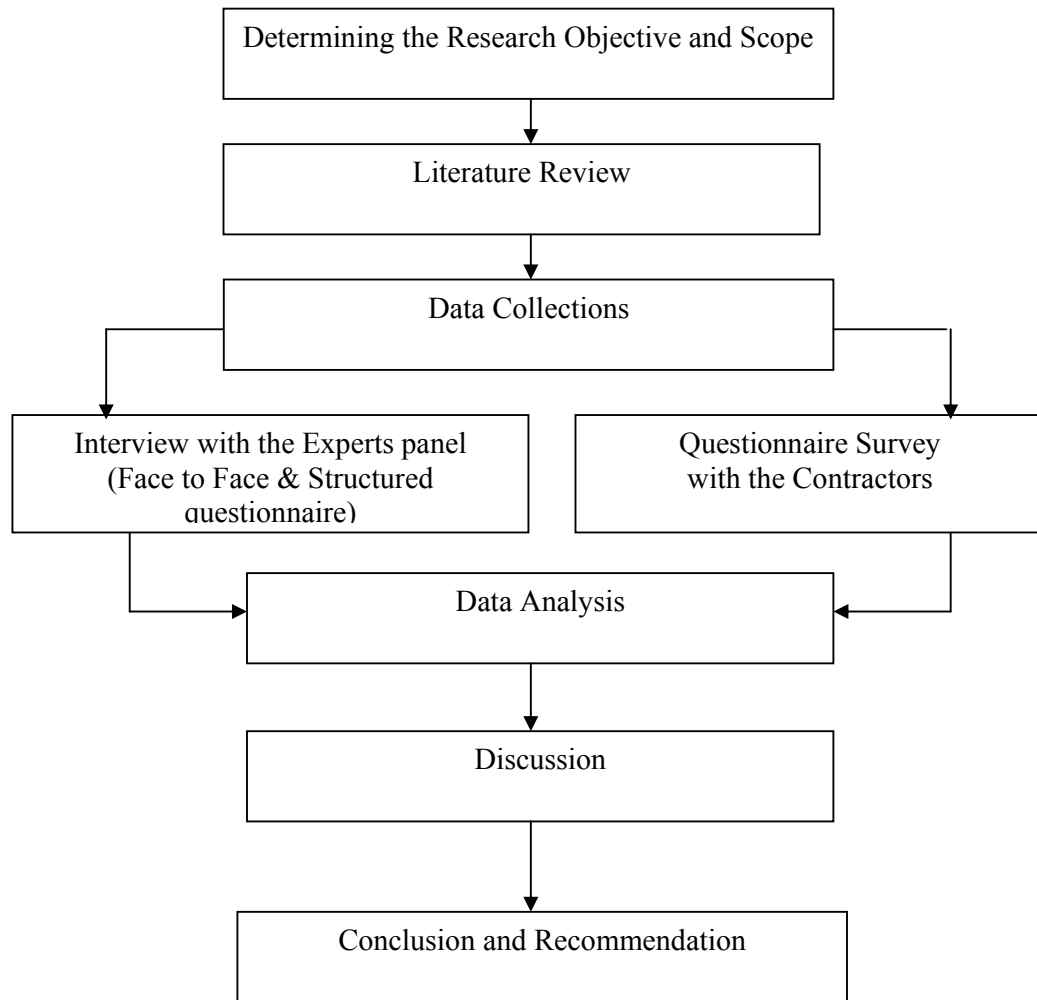 Determining the Research Objective and Scope
Literature Review
Data Collections
Interview with the Experts panel
(Face to Face & Structured
questionnaire)
Questionnaire Survey
with the Contractors
Data Analysis
Discussion
Conclusion and Recommendation